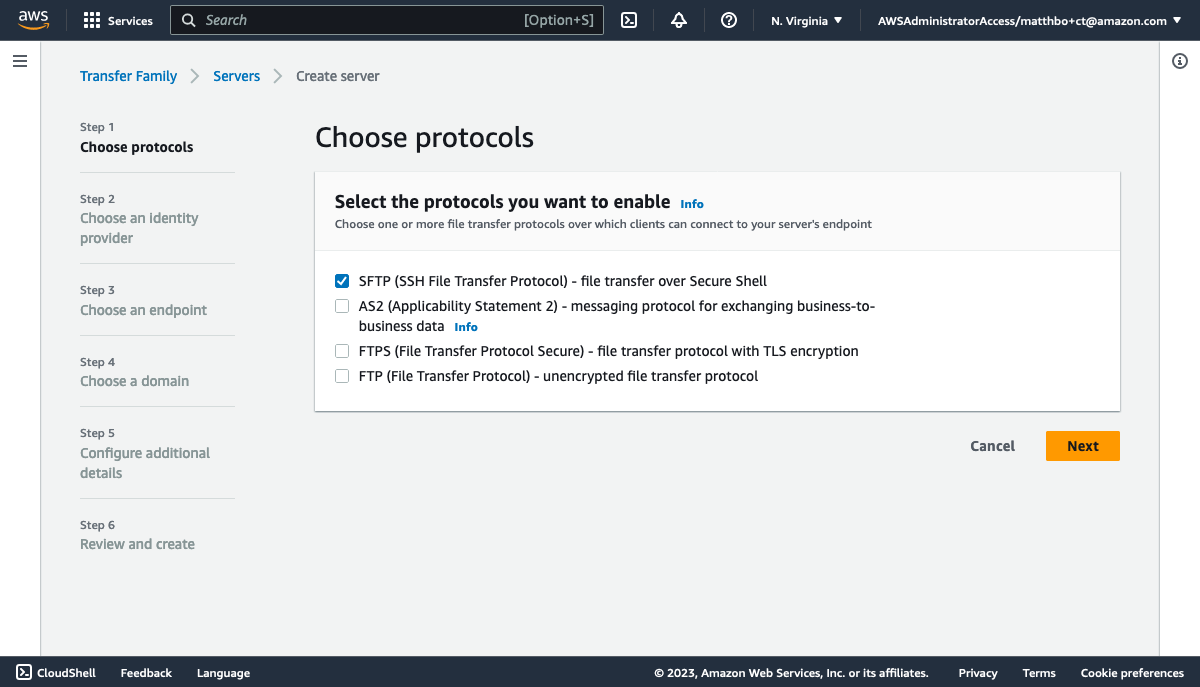 aws
Services
Search
[Option+S]
N. Virginia
AWSAdministratorAccess/matthbo+ct@amazon.com
Transfer Family
Servers
Create server
Step 1
Choose protocols
Step 2
Choose an identity
provider
Step 3
Choose an endpoint
Step 4
Choose a domain
Step 5
Configure additional
details
Step 6
Review and create
Choose protocols
Select the protocols you want to enable Info
Choose one or more file transfer protocols over which clients can connect to your server's endpoint
SFTP (SSH File Transfer Protocol) - file transfer over Secure Shell
AS2 (Applicability Statement 2) - messaging protocol for exchanging business-to-
business data Info
FTPS (File Transfer Protocol Secure) - file transfer protocol with TLS encryption
FTP (File Transfer Protocol) - unencrypted file transfer protocol
Cancel
Next
CloudShell
Feedback
Language
© 2023, Amazon Web Services, Inc. or its affiliates.
Privacy
Terms
Cookie preferences